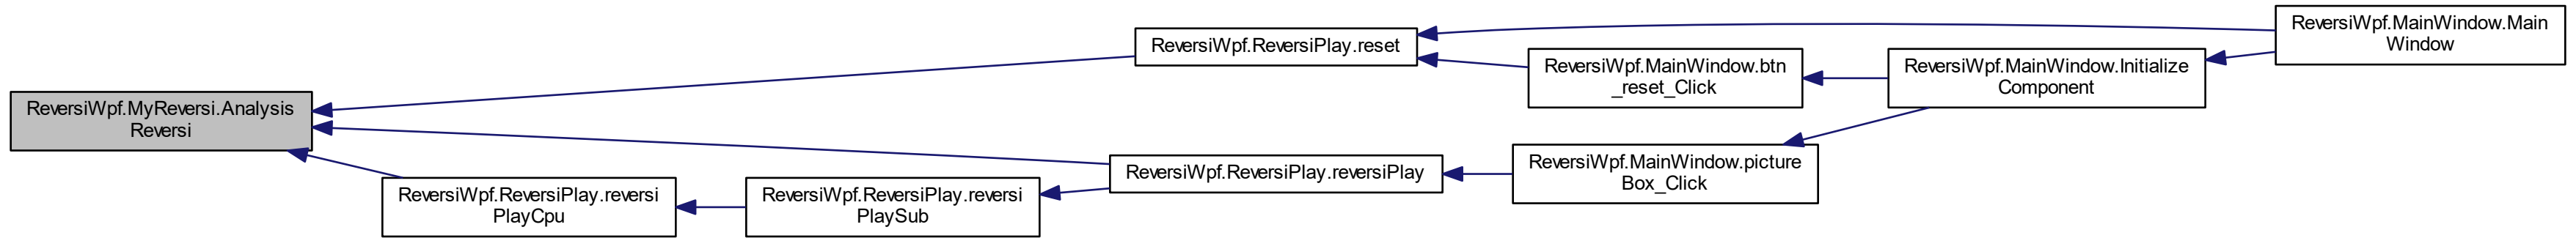 ReversiWpf.MyReversi.Analysis
Reversi
ReversiWpf.ReversiPlay.reset
ReversiWpf.MainWindow.Main
Window
ReversiWpf.MainWindow.btn
_reset_Click
ReversiWpf.MainWindow.Initialize
Component
ReversiWpf.ReversiPlay.reversiPlay
ReversiWpf.MainWindow.picture
Box_Click
ReversiWpf.ReversiPlay.reversi
PlayCpu
ReversiWpf.ReversiPlay.reversi
PlaySub